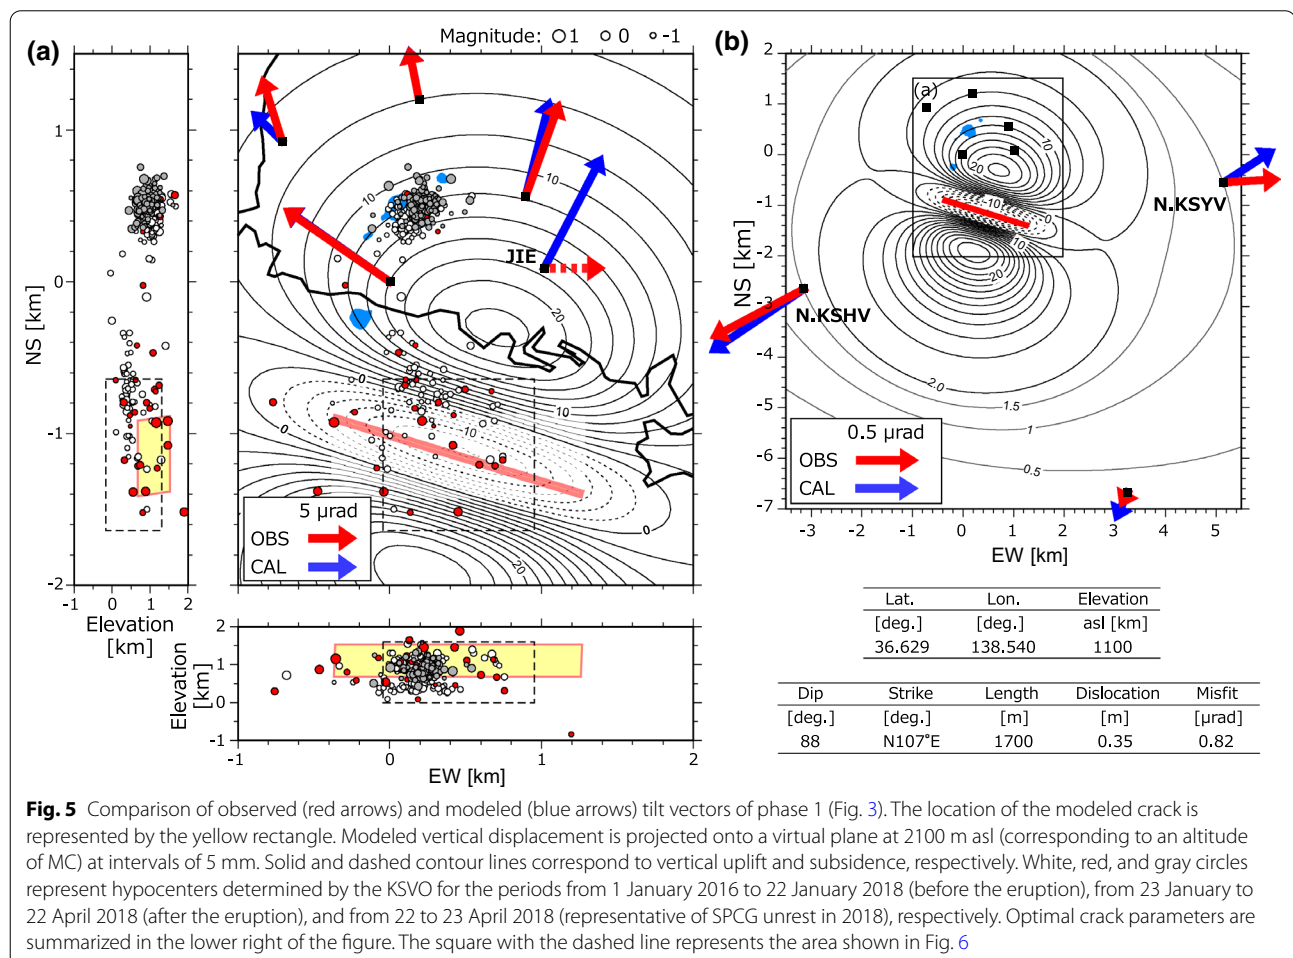 (a)
Magnitude: 1 0 -1
NS [km]
1
0
-1
-2
-1 0 1 2
Elevation
[km]
10
10
10
20
JIE
0
10
-10
0
10
0
20
0
5 µrad
OBS
CAL
Elevation
[km]
2
1
0
-1
-1 0 1 2
EW [km]
(b)
NS [km]
2
1
0
-1
-2
-3
-4
-5
-6
-7
(a)
10
20
-10
0
10
20
2.0
1.5
1
0.5
N.KSYV
N.KSHV
0.5 µrad
OBS
CAL
-3 -2 -1 0 1 2 3 4 5
EW [km]
Lat. Lon. Elevation
[deg.] [deg.] asl [km]
36.629 138.540 1100
Dip Strike Length Dislocation Misfit
[deg.] [deg.] [m] [m] [µrad]
88 N107°E 1700 0.35 0.82
Fig. 5 Comparison of observed (red arrows) and modeled (blue arrows) tilt vectors of phase 1 (Fig. 3). The location of the modeled crack is
represented by the yellow rectangle. Modeled vertical displacement is projected onto a virtual plane at 2100 m asl (corresponding to an altitude
of MC) at intervals of 5 mm. Solid and dashed contour lines correspond to vertical uplift and subsidence, respectively. White, red, and gray circles
represent hypocenters determined by the KSVO for the periods from 1 January 2016 to 22 January 2018 (before the eruption), from 23 January to
22 April 2018 (after the eruption), and from 22 to 23 April 2018 (representative of SPCG unrest in 2018), respectively. Optimal crack parameters are
summarized in the lower right of the figure. The square with the dashed line represents the area shown in Fig. 6